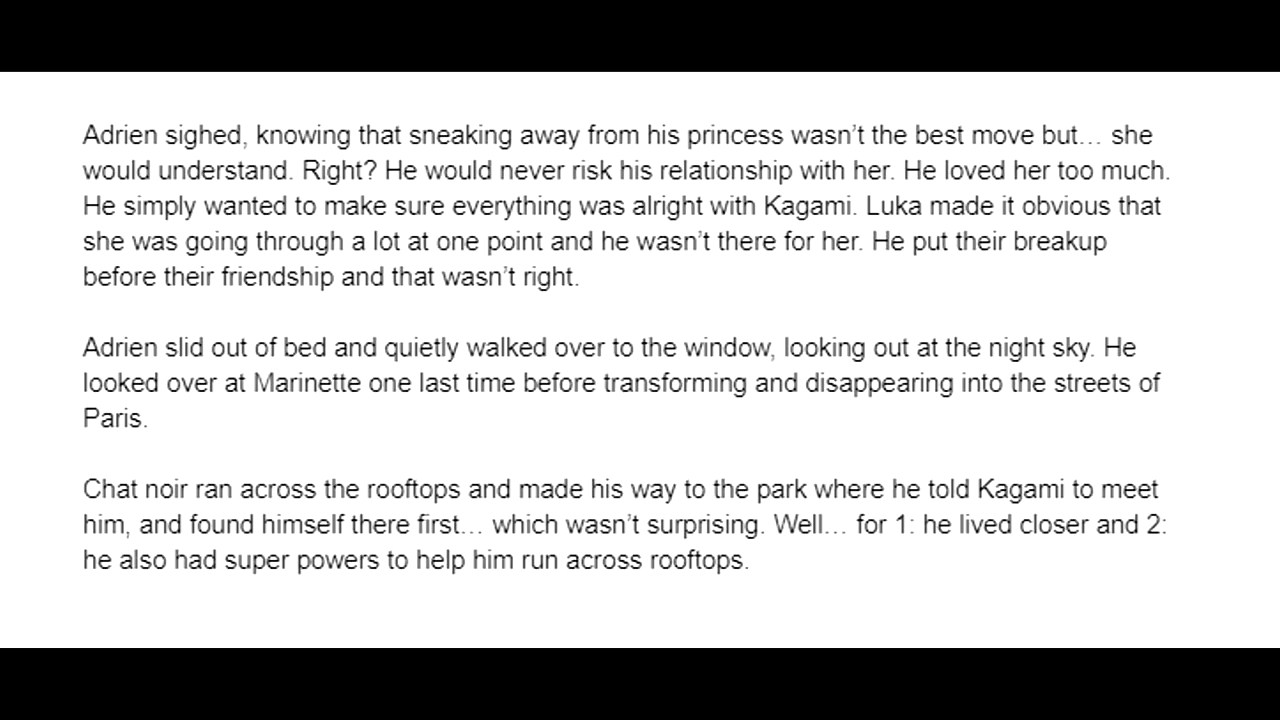 Adrien sighed, knowing that sneaking away from his princess wasn’t the best move but… she
would understand. Right? He would never risk his relationship with her. He loved her too much.
He simply wanted to make sure everything was alright with Kagami. Luka made it obvious that
she was going through a lot at one point and he wasn’t there for her. He put their breakup
before their friendship and that wasn’t right.
Adrien slid out of bed and quietly walked over to the window, looking out at the night sky. He
looked over at Marinette one last time before transforming and disappearing into the streets of
Paris.
Chat noir ran across the rooftops and made his way to the park where he told Kagami to meet
him, and found himself there first… which wasn’t surprising. Well… for 1: he lived closer and 2:
he also had super powers to help him run across rooftops.